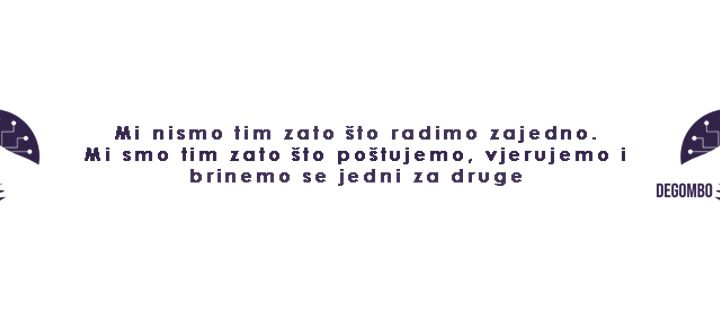 Mi nismo tim zato što radimo zajedno.
Mi smo tim zato što poštujemo, vjerujemo i
brinemo se jedni za druge
DEGOMBO